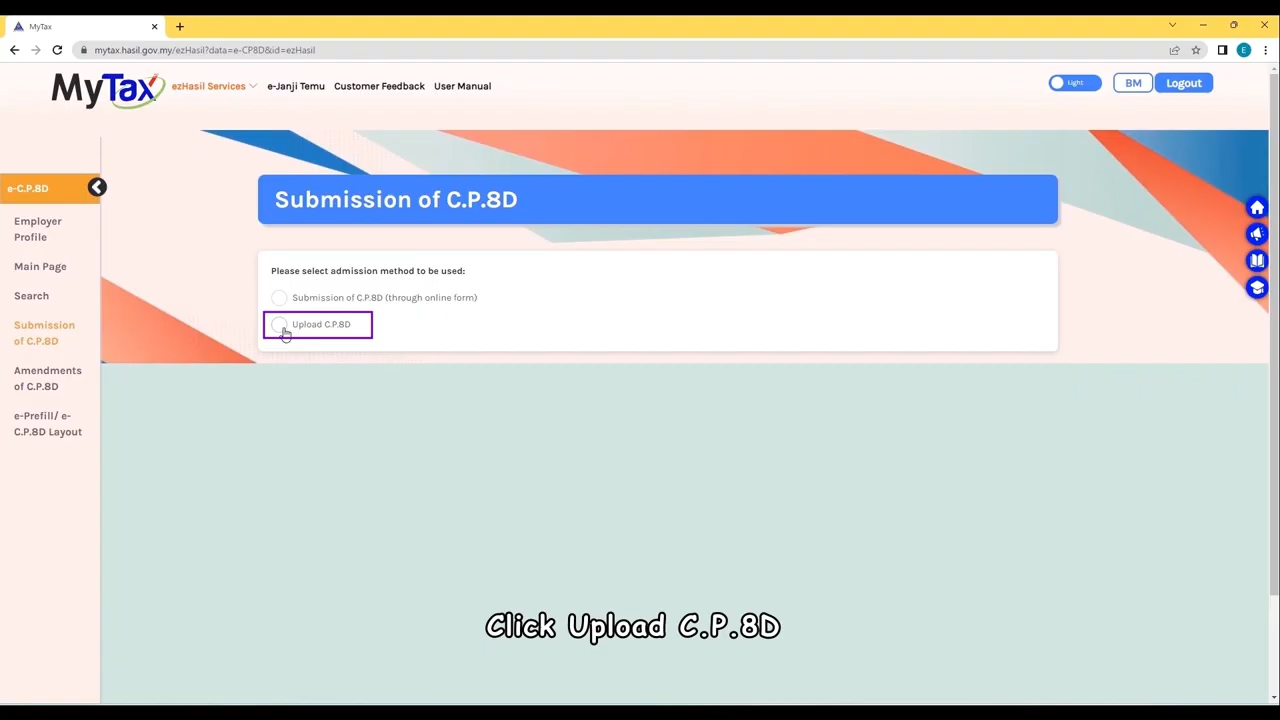 MyTax
mytax.hasil.gov.my/ezHasil?data=e-CP8D&id=ezHasil
E
MyTax
ezHasil Services
e-Janji Temu
Customer Feedback
User Manual
Light
BM
Logout
e-C.P.8D
Employer
Profile
Main Page
Search
Submission
of C.P.8D
Amendments
of C.P.8D
e-Prefill/ e-
C.P.8D Layout
Submission of C.P.8D
Please select admission method to be used:
Submission of C.P.8D (through online form)
Upload C.P.8D
Click Upload C.P.8D